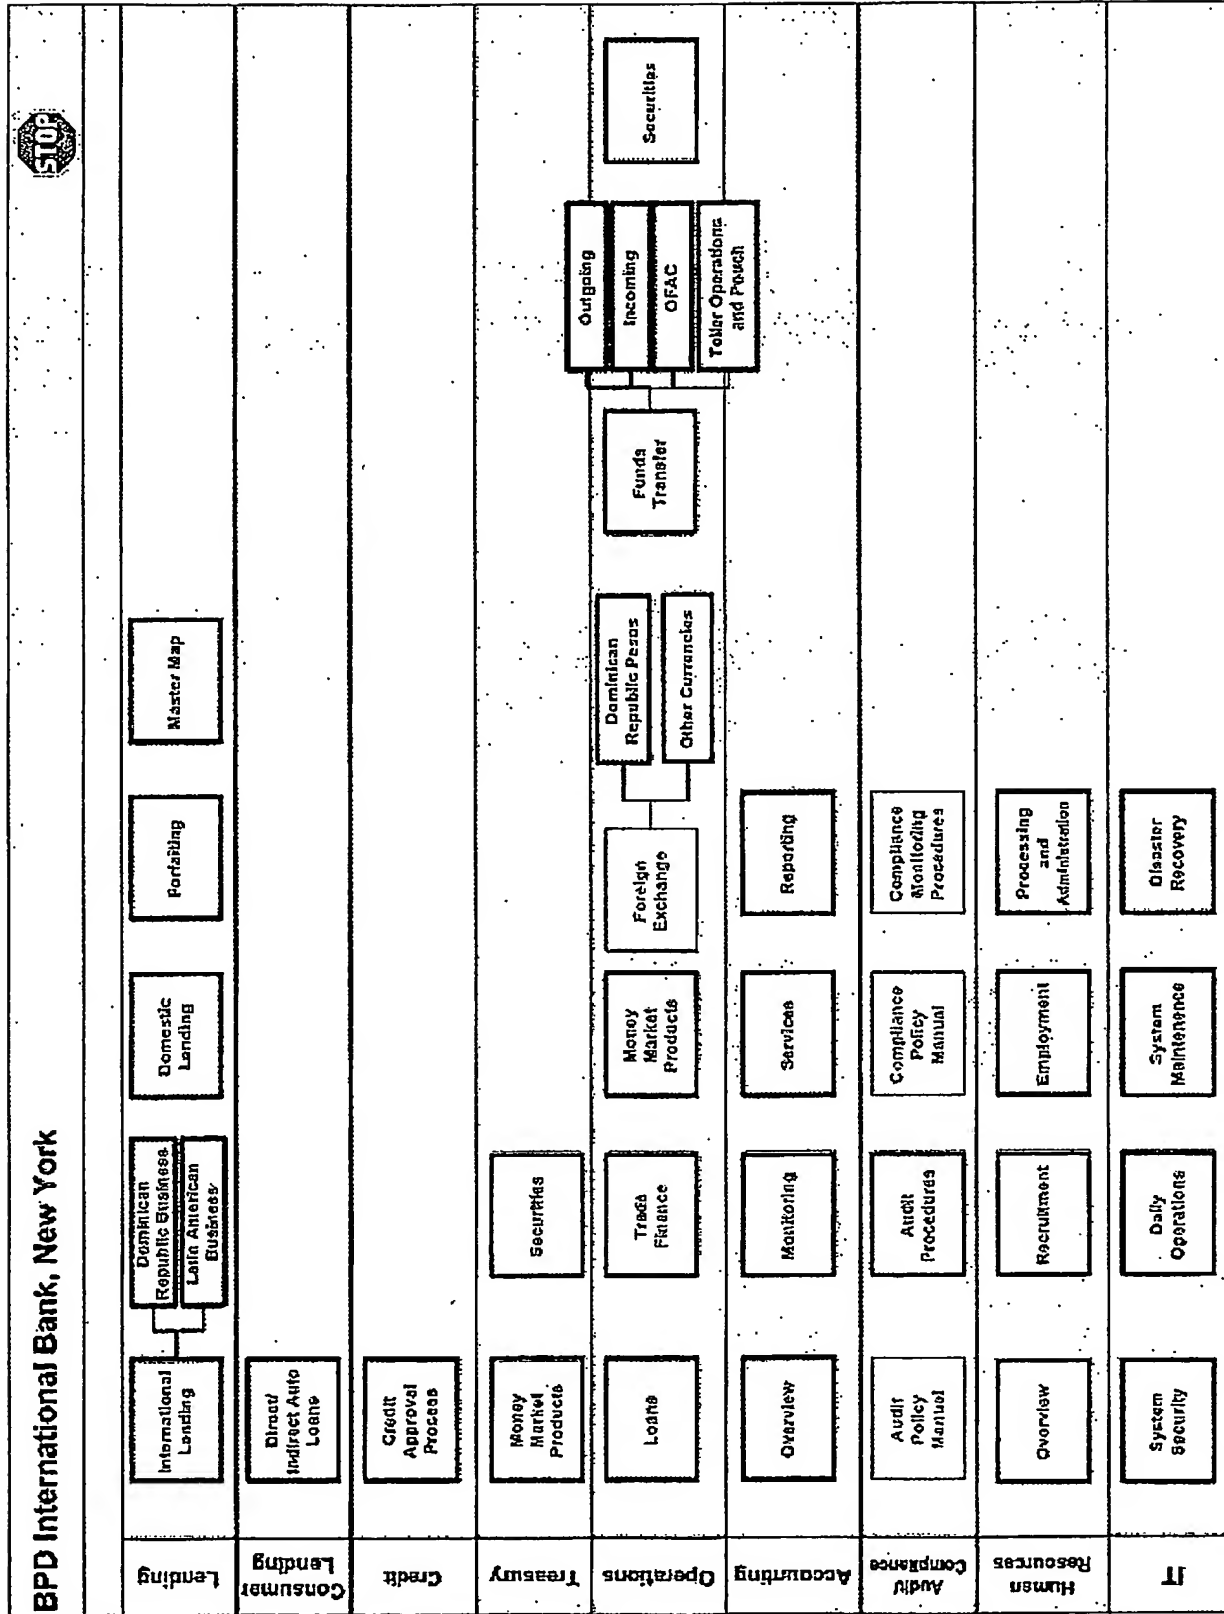 BPD International Bank, New York
STOP
Lending
International
Lending
Dominican
Republic Business
Latin American
Business
Domestic
Lending
Forfaiting
Master Map
Consumer
Lending
Direct/
Indirect Auto
Loans
Credit
Credit
Approval
Process
Treasury
Money
Market
Products
Securities
Operations
Loans
Trade
Finance
Money
Market
Products
Foreign
Exchange
Dominican
Republic Pesos
Other Currencies
Funds
Transfer
Outgoing
Incoming
OFAC
Teller Operations
and Pouch
Securities
Accounting
Overview
Monitoring
Services
Reporting
Audit/
Compliance
Audit
Policy
Manual
Audit
Procedures
Compliance
Policy
Manual
Compliance
Monitoring
Procedures
Human
Resources
Overview
Recruitment
Employment
Processing
and
Administration
IT
System
Security
Daily
Operations
System
Maintenence
Disaster
Recovery